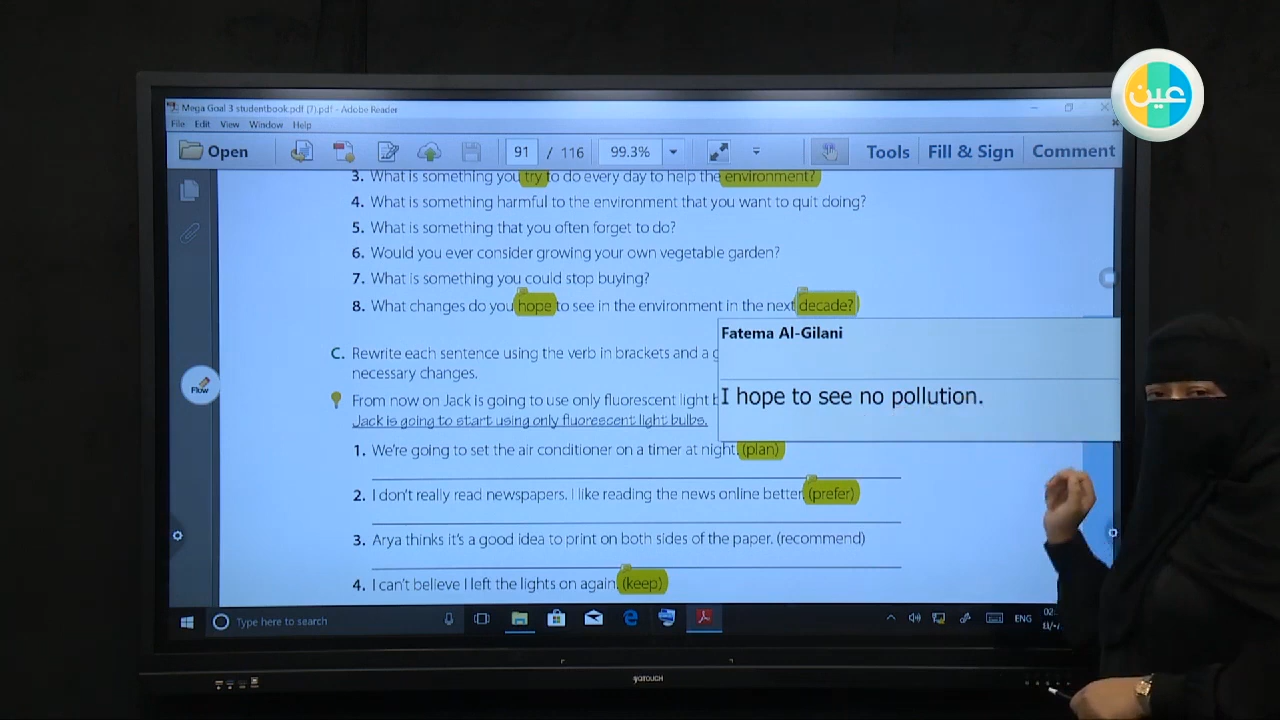 عين
Mega Goal 3 studentbook.pdf (7).pdf - Adobe Reader
File Edit View Window Help
Open 91 / 116 99.3% Tools Fill & Sign Comment
3. What is something you try to do every day to help the environment?
4. What is something harmful to the environment that you want to quit doing?
5. What is something that you often forget to do?
6. Would you ever consider growing your own vegetable garden?
7. What is something you could stop buying?
8. What changes do you hope to see in the environment in the next decade?
Fatema Al-Gilani
I hope to see no pollution.
C. Rewrite each sentence using the verb in brackets and a
necessary changes.
From now on Jack is going to use only fluorescent light
Jack is going to start using only fluorescent light bulbs.
1. We're going to set the air conditioner on a timer at night. (plan)
2. I don't really read newspapers. I like reading the news online better. (prefer)
3. Arya thinks it's a good idea to print on both sides of the paper. (recommend)
4. I can't believe I left the lights on again. (keep)
Flow
Type here to search
ENG